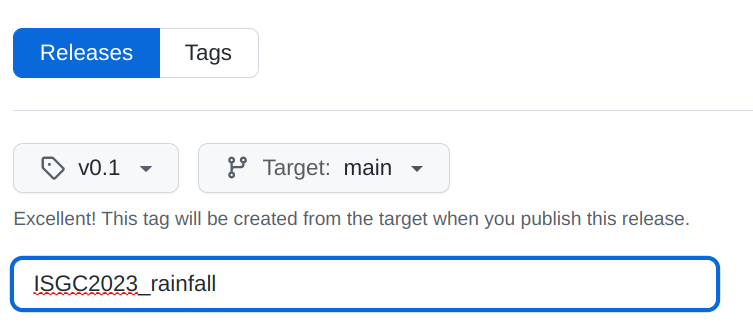 Releases Tags
v0.1 Target: main
Excellent! This tag will be created from the target when you publish this release.
ISGC2023_rainfall